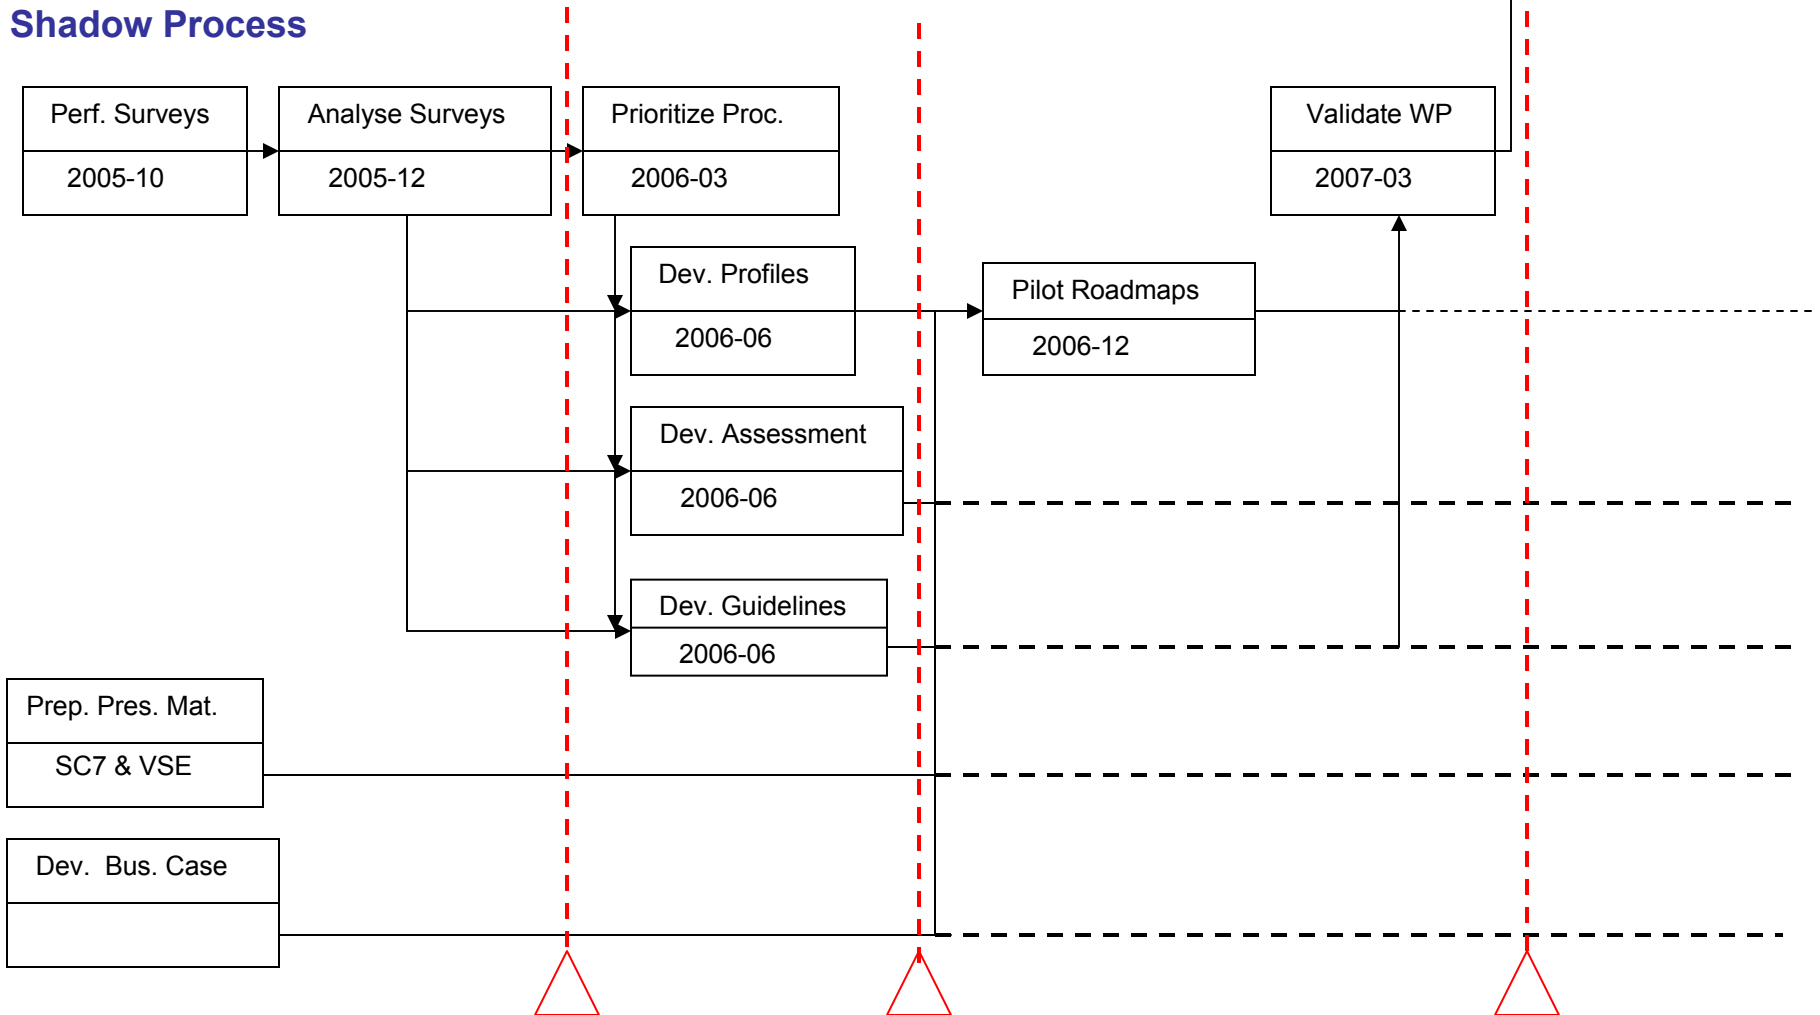 Shadow Process
Perf. Surveys
2005-10
Analyse Surveys
2005-12
Prioritize Proc.
2006-03
Validate WP
2007-03
Dev. Profiles
2006-06
Pilot Roadmaps
2006-12
Dev. Assessment
2006-06
Dev. Guidelines
2006-06
Prep. Pres. Mat.
SC7 & VSE
Dev. Bus. Case